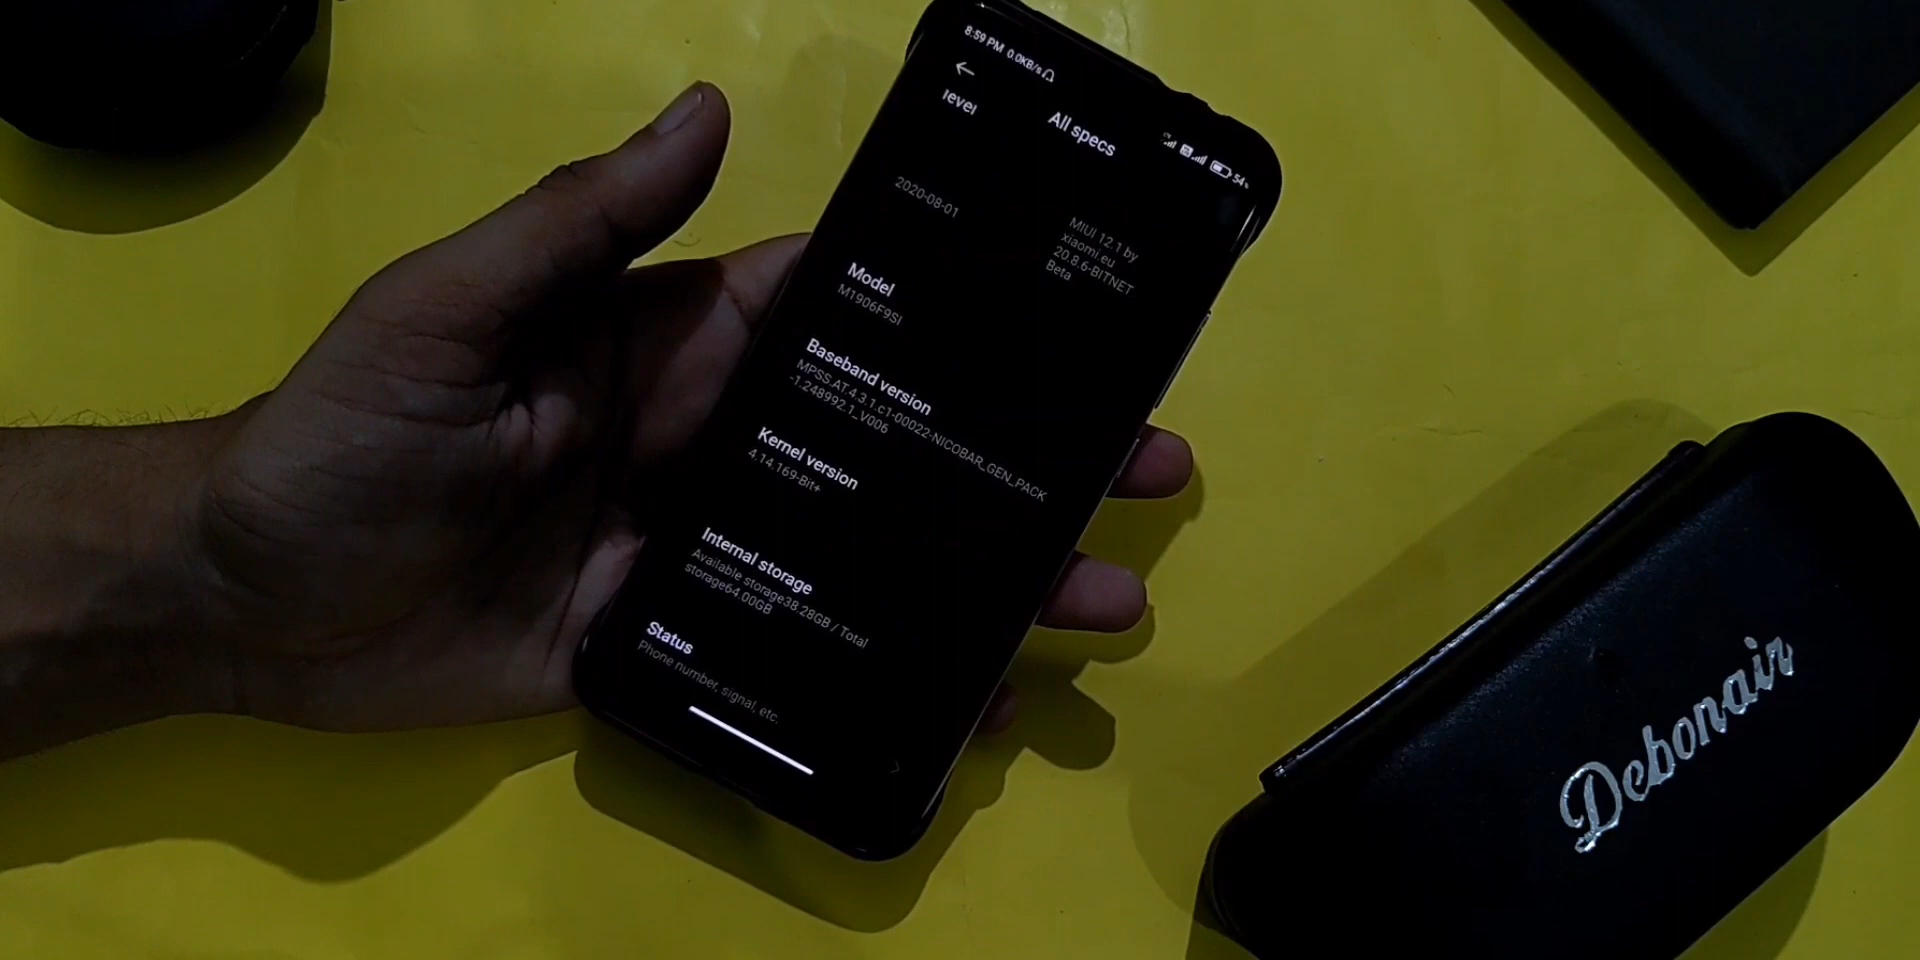 8:59 PM 0.0KB/s
54
level
All specs
2020-08-01
MIUI 12.1 by
xiaomi.eu
20.8.6-BITNET
Beta
Model
M1906F9SI
Baseband version
MPSS.AT.4.3.1.c1-00022-NICOBAR_GEN_PACK
-1.248992.1_V006
Kernel version
4.14.169-Bit+
Internal storage
Available storage38.28GB / Total
storage64.00GB
Status
Phone number, signal, etc.
Debonair